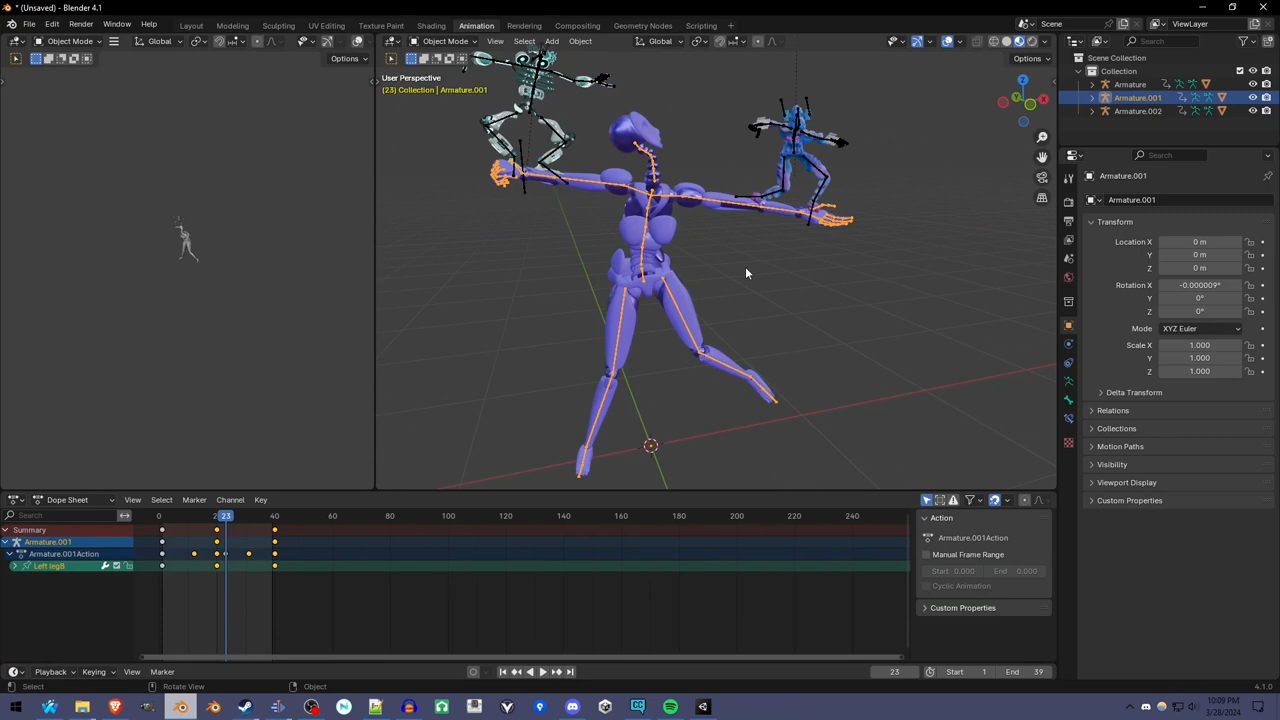 * (Unsaved) - Blender 4.1
File Edit Render Window Help Layout Modeling Sculpting UV Editing Texture Paint Shading Animation Rendering Compositing Geometry Nodes Scripting + Scene ViewLayer
Object Mode Global Object Mode View Select Add Object Global Search
Options Options Scene Collection
User Perspective Collection
(23) Collection | Armature.001 Armature
Armature.001
Armature.002
Search
Armature.001
Armature.001
Transform
Location X 0 m
Y 0 m
Z 0 m
Rotation X -0.000009°
Y 0°
Z 0°
Mode XYZ Euler
Scale X 1.000
Y 1.000
Z 1.000
Delta Transform
Relations
Collections
Motion Paths
Visibility
Viewport Display
Custom Properties
Dope Sheet View Select Marker Channel Key
Search 0 23 40 60 80 100 120 140 160 180 200 220 240 Action
Summary
Armature.001 Armature.001Action
Armature.001Action Manual Frame Range
Left legB Start 0.000 End 0.000
Cyclic Animation
Custom Properties
Playback Keying View Marker 23 Start 1 End 39
Select Rotate View Object 4.1.0
10:09 PM
3/28/2024